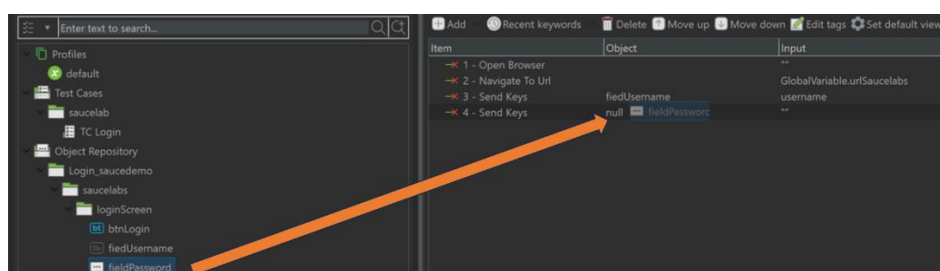 Enter text to search...
Profiles
default
Test Cases
saucelab
TC Login
Object Repository
Login_saucedemo
saucelabs
loginScreen
btnLogin
fiedUsername
fieldPassword
Add Recent keywords Delete Move up Move down Edit tags Set default view
Item Object Input
1 - Open Browser ""
2 - Navigate To Url GlobalVariable.urlSaucelabs
3 - Send Keys fiedUsername username
4 - Send Keys null fieldPassword ""